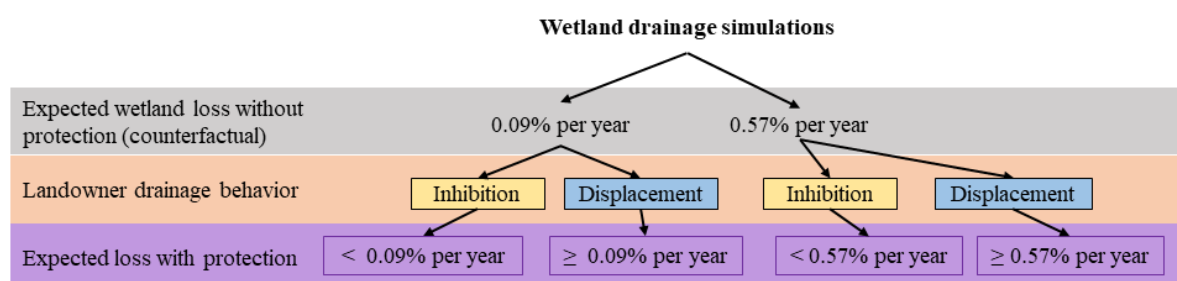 Wetland drainage simulations
Expected wetland loss without
protection (counterfactual)
0.09% per year
0.57% per year
Landowner drainage behavior
Inhibition
Displacement
Inhibition
Displacement
Expected loss with protection
< 0.09% per year
≥ 0.09% per year
< 0.57% per year
≥ 0.57% per year